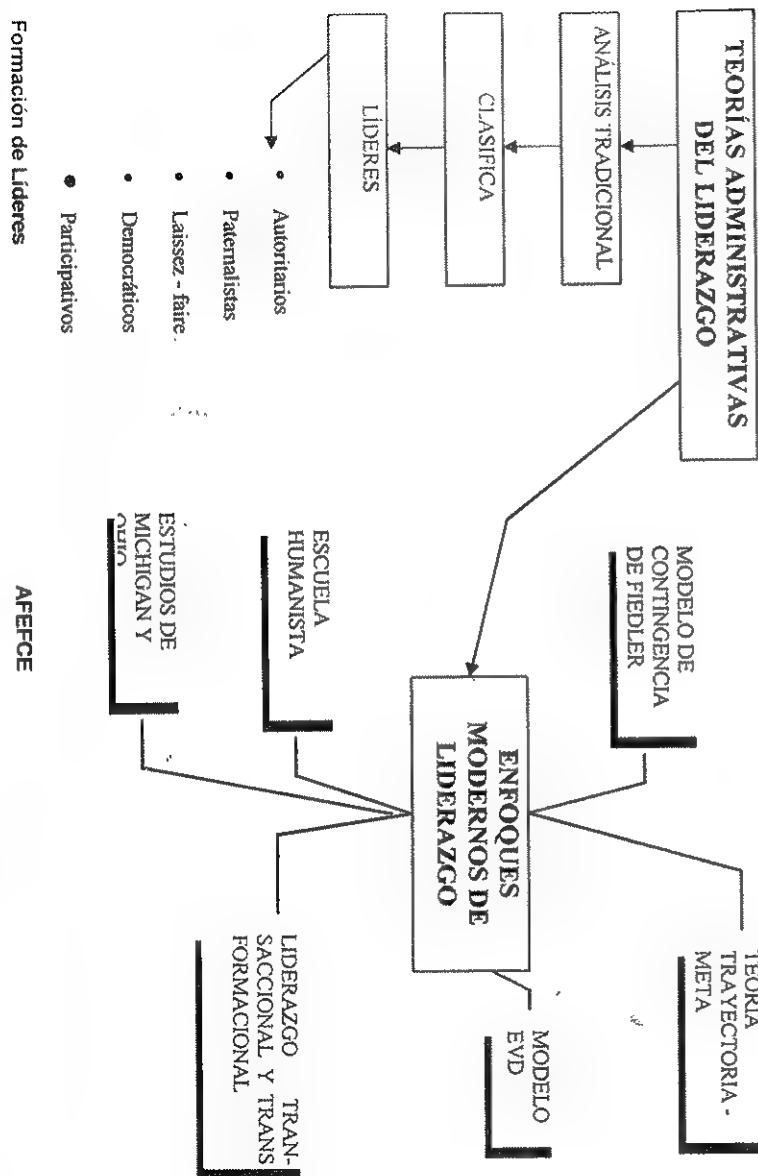 TEORÍAS ADMINISTRATIVAS
DEL LIDERAZGO
ANÁLISIS TRADICIONAL
CLASIFICA
LÍDERES
• Autoritarios
• Paternalistas
• Laissez - faire.
• Democráticos
• Participativos
MODELO DE
CONTINGENCIA
DE FIEDLER
TEORÍA
TRAYECTORIA -
META
ENFOQUES
MODERNOS DE
LIDERAZGO
MODELO
EVD
ESCUELA
HUMANISTA
ESTUDIOS DE
MICHIGAN Y
OHIO
LIDERAZGO TRAN-
SACCIONAL Y TRANS
FORMACIONAL
Formación de Líderes
AFEFCE